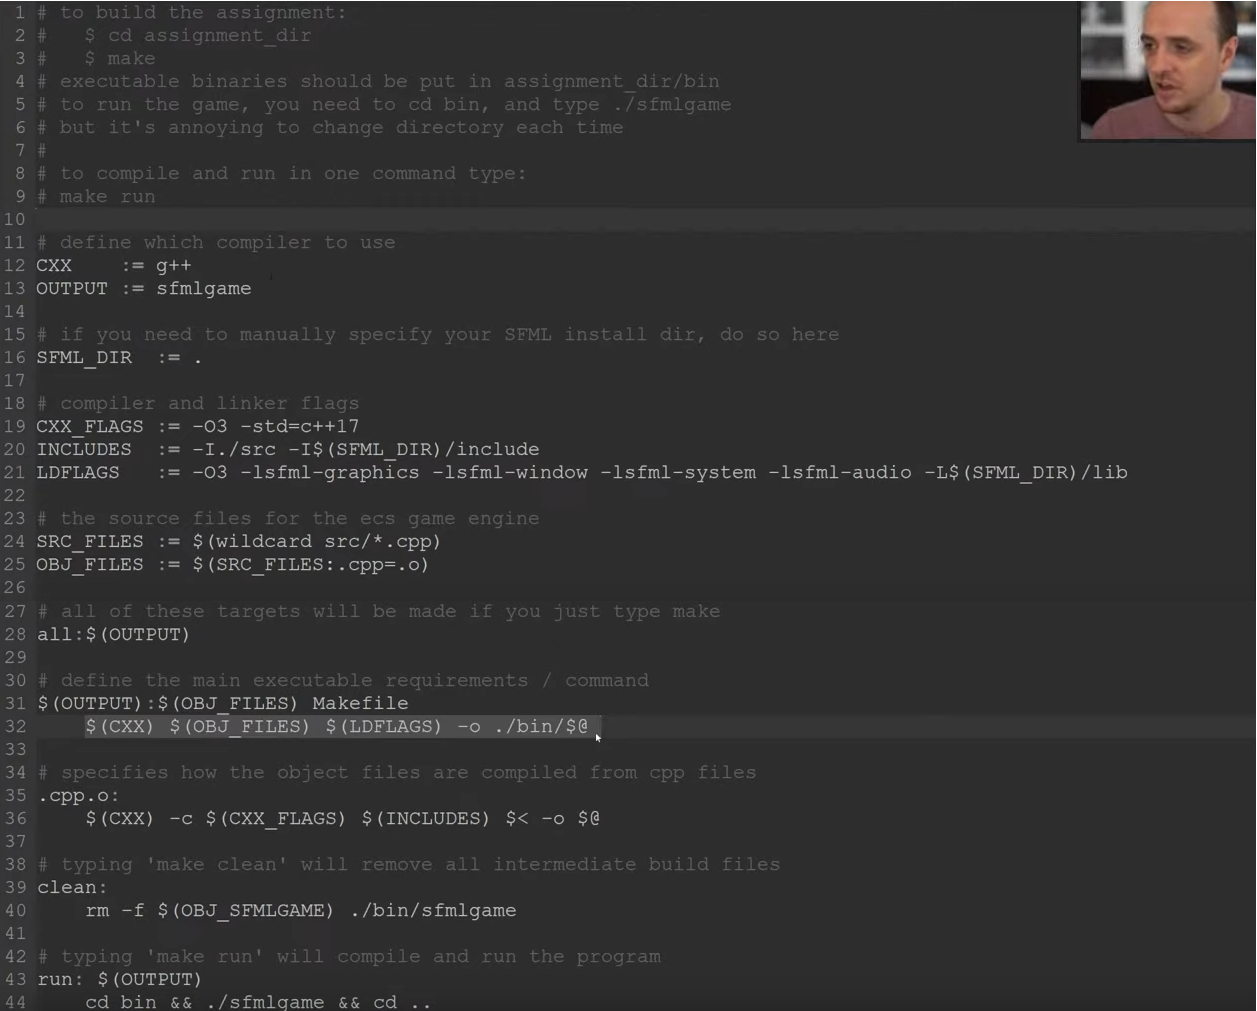 1 # to build the assignment:
2 #   $ cd assignment_dir
3 #   $ make
4 # executable binaries should be put in assignment_dir/bin
5 # to run the game, you need to cd bin, and type ./sfmlgame
6 # but it's annoying to change directory each time
7 #
8 # to compile and run in one command type:
9 # make run
10
11 # define which compiler to use
12 CXX    := g++
13 OUTPUT := sfmlgame
14
15 # if you need to manually specify your SFML install dir, do so here
16 SFML_DIR  := .
17
18 # compiler and linker flags
19 CXX_FLAGS := -O3 -std=c++17
20 INCLUDES  := -I./src -I$(SFML_DIR)/include
21 LDFLAGS   := -O3 -lsfml-graphics -lsfml-window -lsfml-system -lsfml-audio -L$(SFML_DIR)/lib
22
23 # the source files for the ecs game engine
24 SRC_FILES := $(wildcard src/*.cpp)
25 OBJ_FILES := $(SRC_FILES:.cpp=.o)
26
27 # all of these targets will be made if you just type make
28 all:$(OUTPUT)
29
30 # define the main executable requirements / command
31 $(OUTPUT):$(OBJ_FILES) Makefile
32     $(CXX) $(OBJ_FILES) $(LDFLAGS) -o ./bin/$@
33
34 # specifies how the object files are compiled from cpp files
35 .cpp.o:
36     $(CXX) -c $(CXX_FLAGS) $(INCLUDES) $< -o $@
37
38 # typing 'make clean' will remove all intermediate build files
39 clean:
40     rm -f $(OBJ_SFMLGAME) ./bin/sfmlgame
41
42 # typing 'make run' will compile and run the program
43 run: $(OUTPUT)
44     cd bin && ./sfmlgame && cd ..